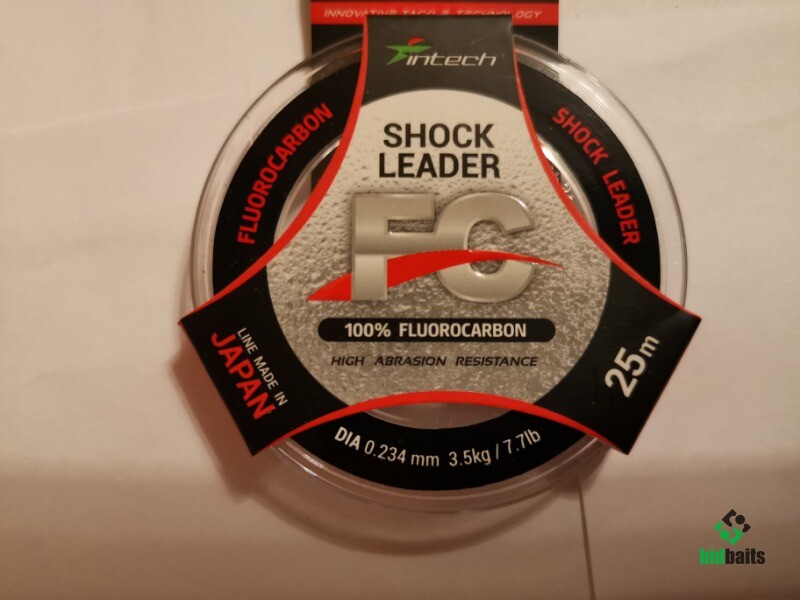 INNOVATIVE TACKLE TECHNOLOGY
intech
SHOCK
LEADER
FLUOROCARBON
SHOCK LEADER
FC
100% FLUOROCARBON
HIGH ABRASION RESISTANCE
LINE MADE IN
JAPAN
25m
DIA 0.234 mm 3.5kg / 7.7lb
bidbaits